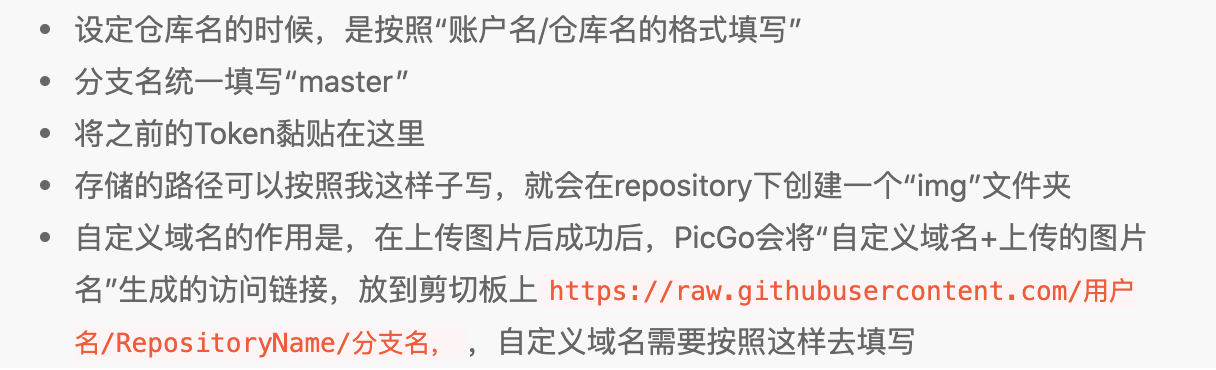 • 设定仓库名的时候，是按照“账户名/仓库名的格式填写”
• 分支名统一填写“master”
• 将之前的Token黏贴在这里
• 存储的路径可以按照我这样子写，就会在repository下创建一个“img”文件夹
• 自定义域名的作用是，在上传图片后成功后，PicGo会将“自定义域名+上传的图片
名”生成的访问链接，放到剪切板上 https://raw.githubusercontent.com/用户
名/RepositoryName/分支名， ，自定义域名需要按照这样去填写